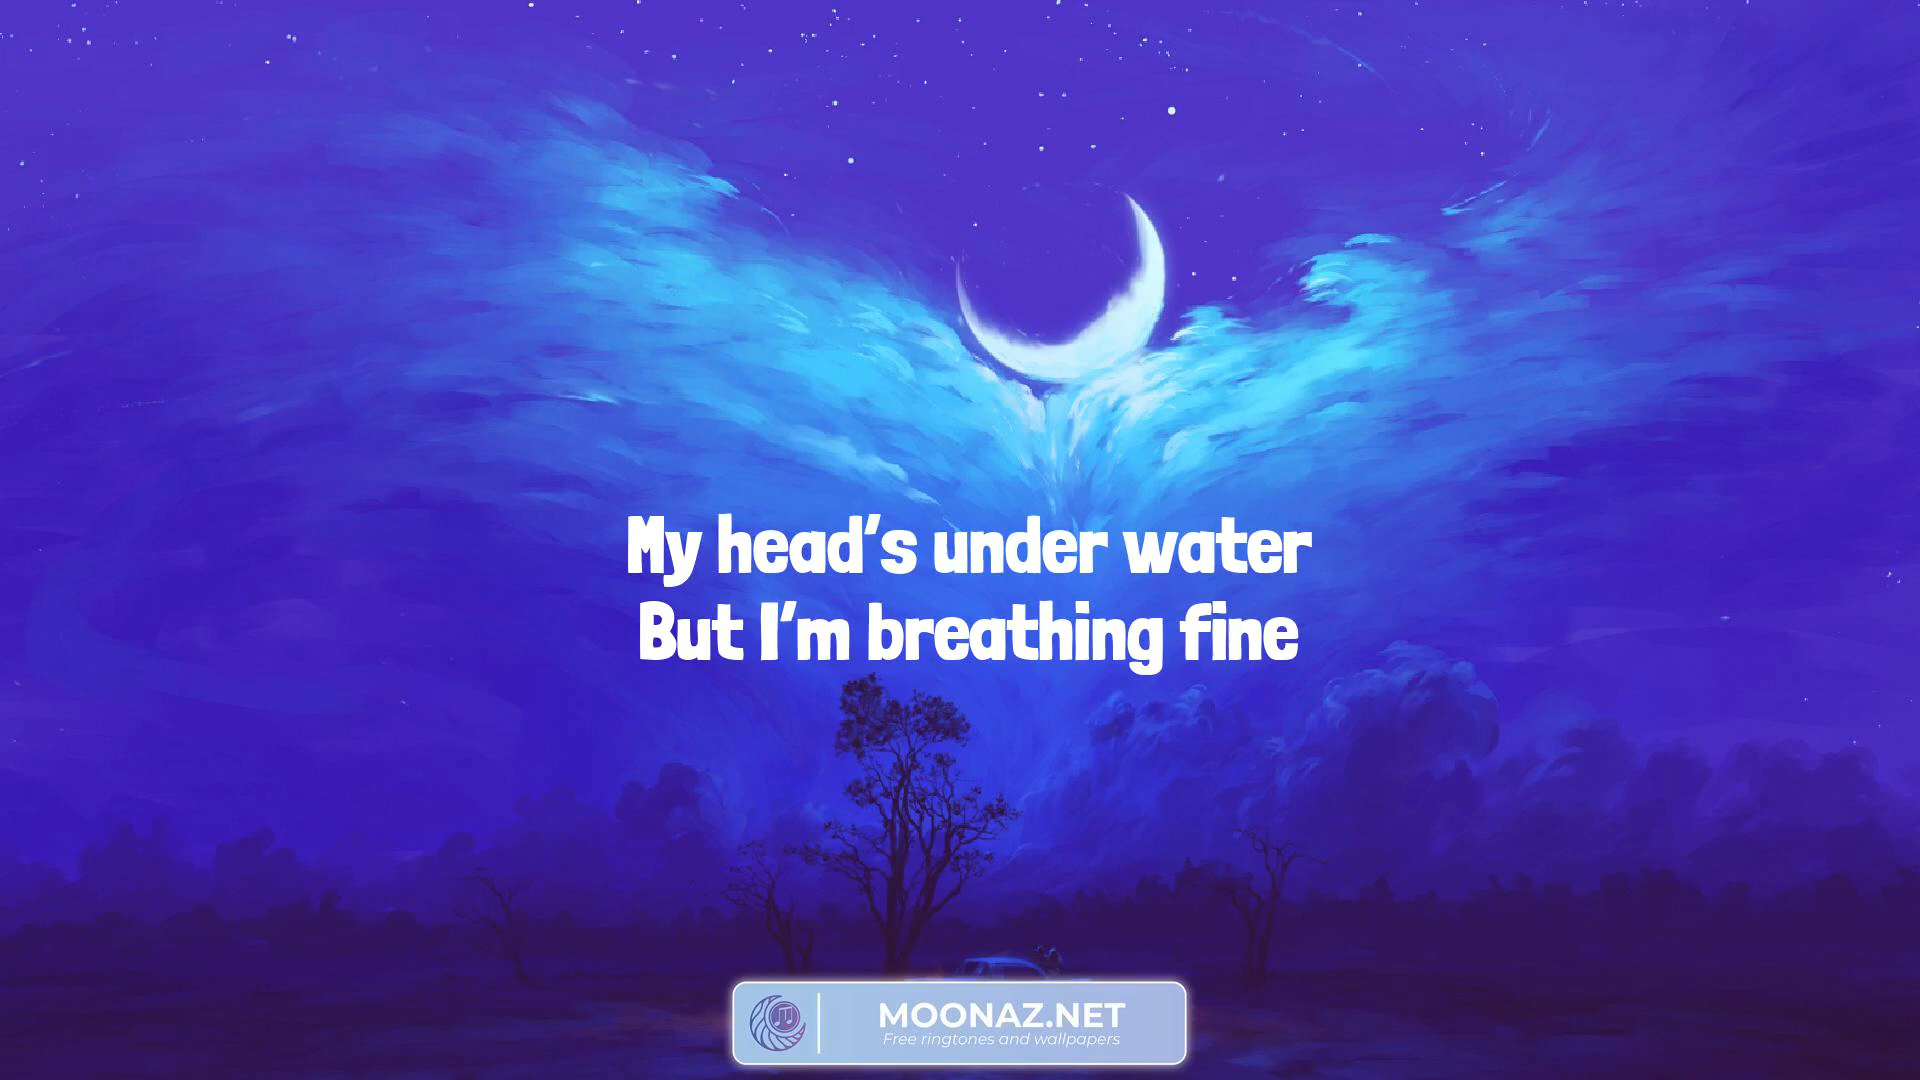 My head's under water
But I'm breathing fine
MOONAZ.NET
Free ringtones and wallpapers